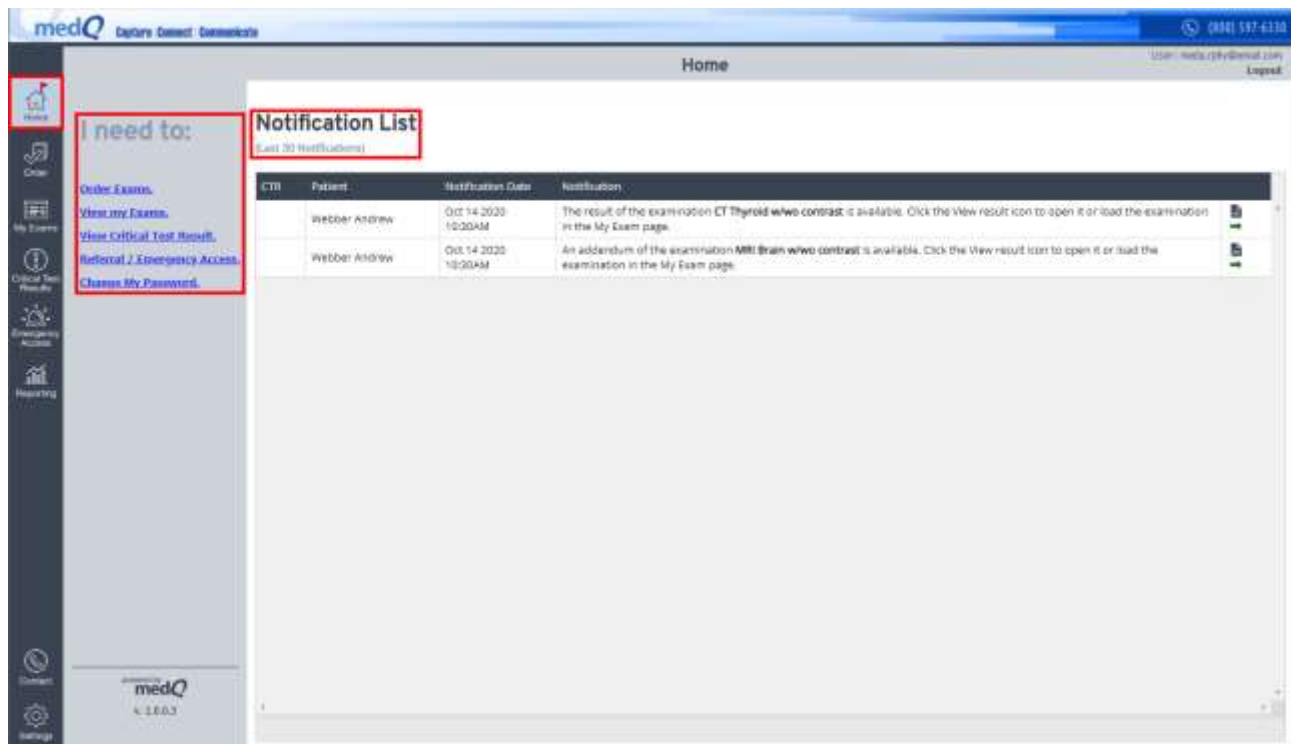 medQ Capture Connect Communicate
Home
Logout
Home
Order
My Exams
Critical Test
Results
Emergency
Access
Reporting
Contact
Settings
I need to:
Order Exams.
View my Exams.
View Critical Test Result.
Referral / Emergency Access.
Change My Password.
powered by
medQ
Notification List
(Last 30 Notifications)
CTR Patient Notification Date Notification
Webber Andrew Oct 14 2020 The result of the examination CT Thyroid w/wo contrast is available. Click the View result icon to open it or load the examination
10:30AM in the My Exam page.
Webber Andrew Oct 14 2020 An addendum of the examination MRI Brain w/wo contrast is available. Click the View result icon to open it or load the
10:30AM examination in the My Exam page.